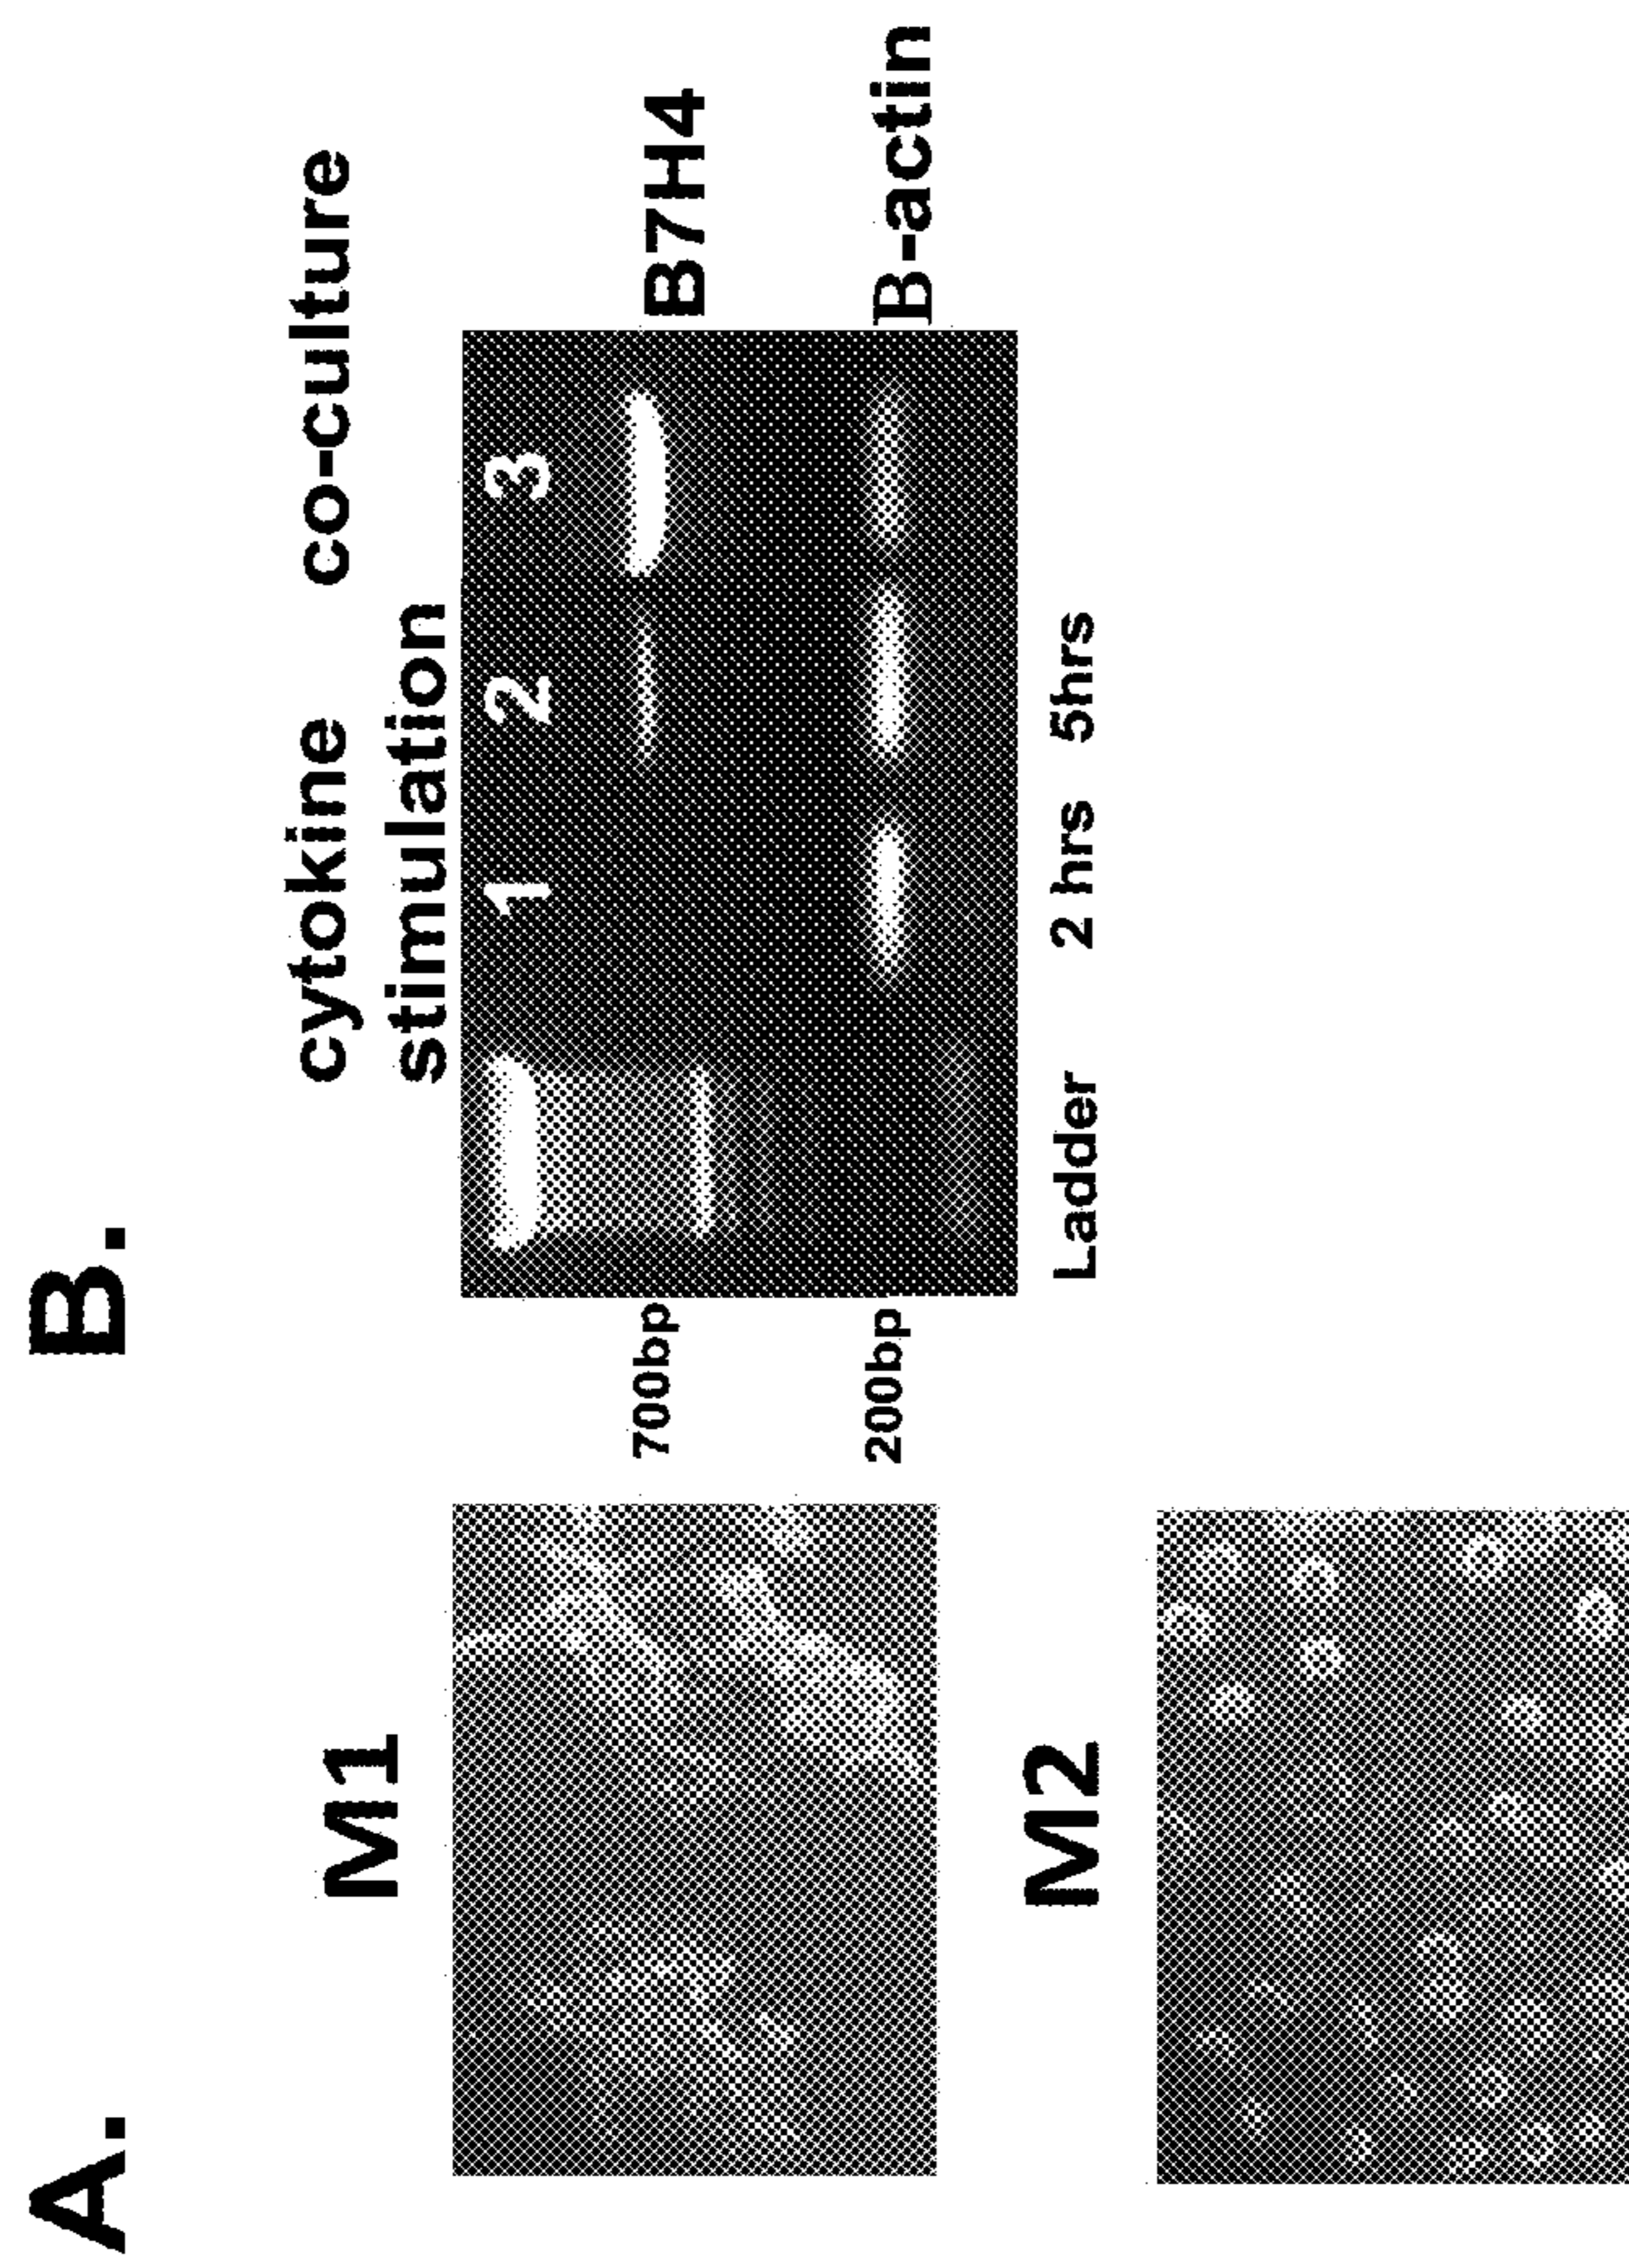 A.
M1
M2
B.
cytokine co-culture
stimulation
1 2 3
700bp
B7H4
200bp
B-actin
Ladder 2 hrs 5hrs